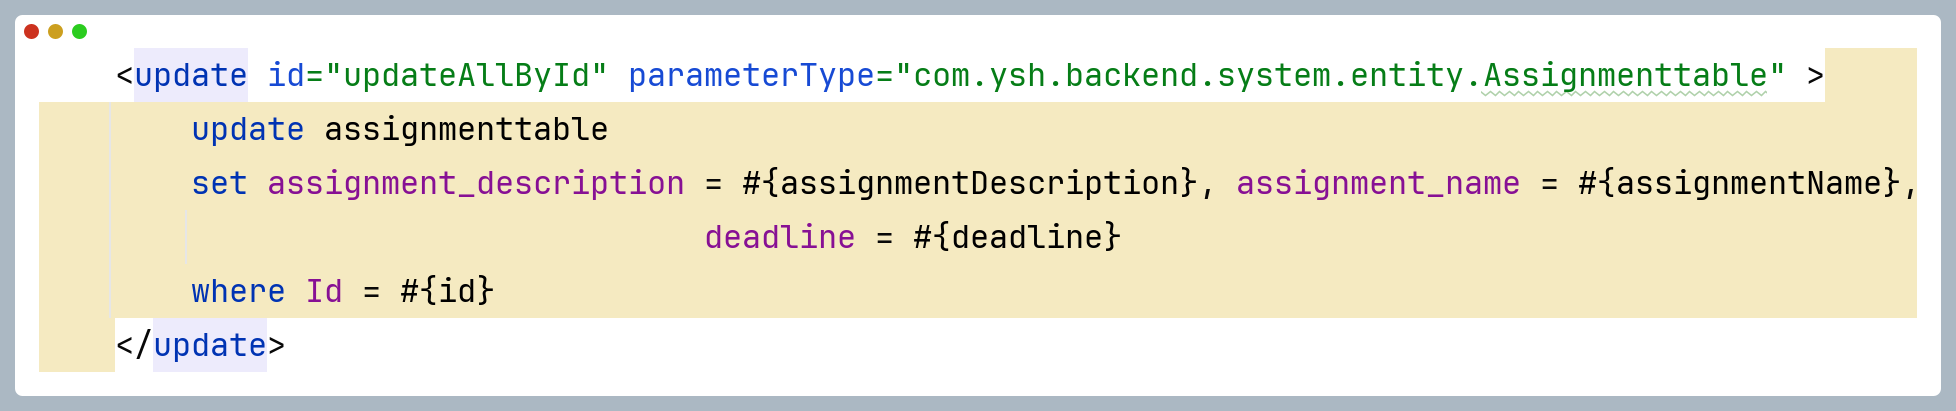 <update id="updateAllById" parameterType="com.ysh.backend.system.entity.Assignmenttable" >
update assignmenttable
set assignment_description = #{assignmentDescription}, assignment_name = #{assignmentName},
deadline = #{deadline}
where Id = #{id}
</update>